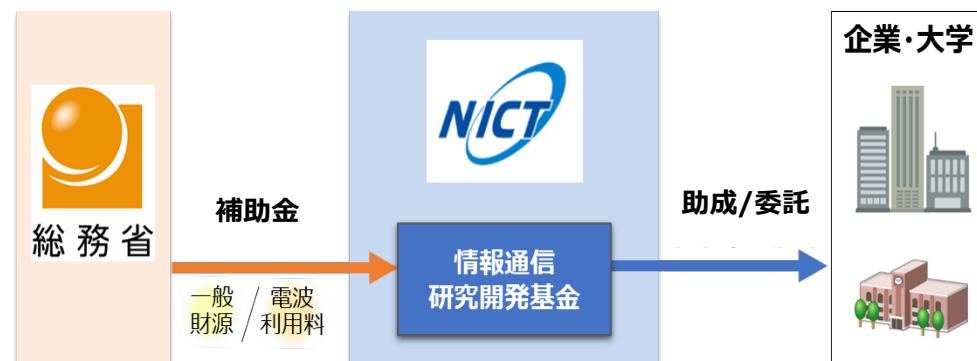 総務省
補助金
一般財源/電波利用料
NICT
情報通信
研究開発基金
助成/委託
企業・大学